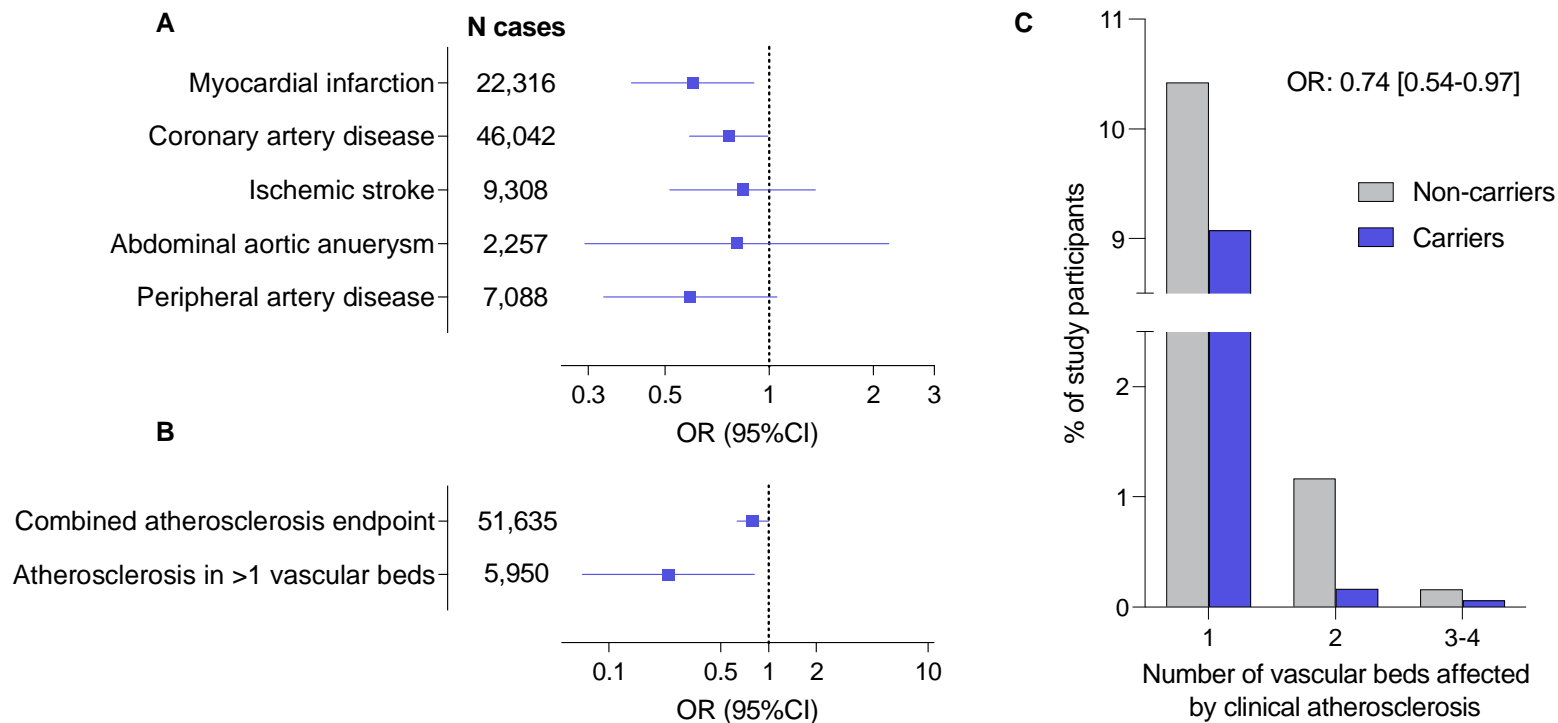 A
N cases
Myocardial infarction 22,316
Coronary artery disease 46,042
Ischemic stroke 9,308
Abdominal aortic anuerysm 2,257
Peripheral artery disease 7,088
0.3 0.5 1 2 3
OR (95%CI)
B
Combined atherosclerosis endpoint 51,635
Atherosclerosis in >1 vascular beds 5,950
0.1 0.5 1 2 10
OR (95%CI)
C
OR: 0.74 [0.54-0.97]
Non-carriers
Carriers
% of study participants
11
10
9
2
1
0
1 2 3-4
Number of vascular beds affected
by clinical atherosclerosis